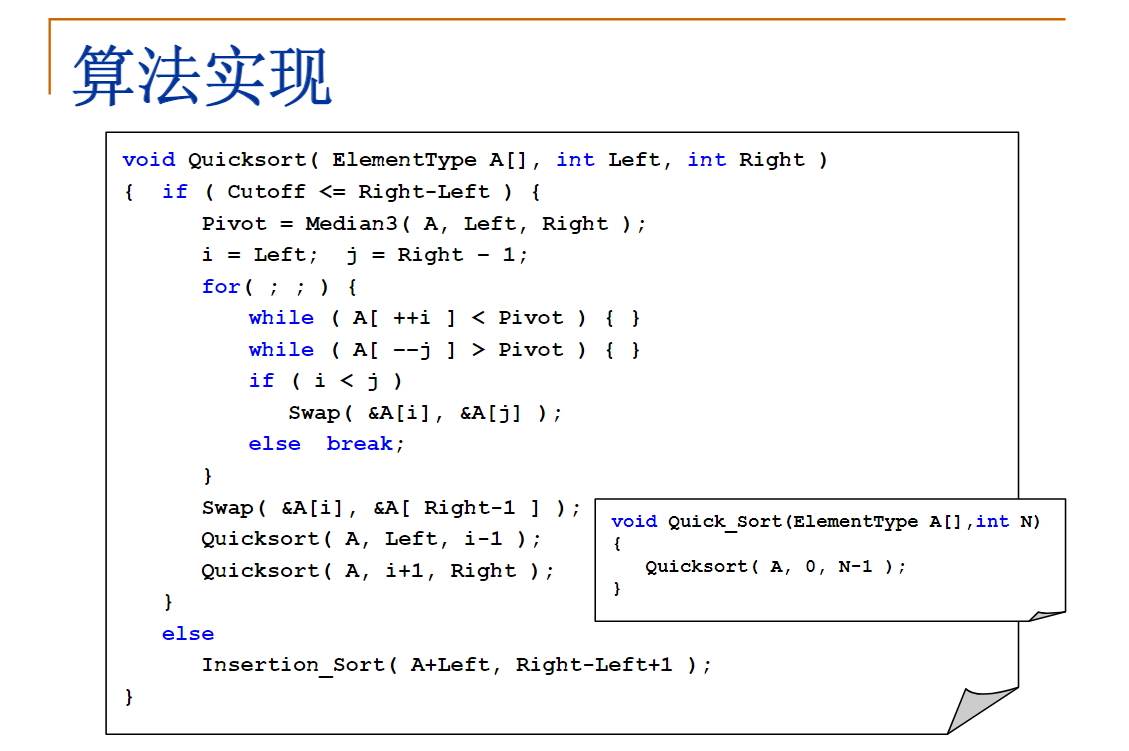 算法实现
void Quicksort( ElementType A[], int Left, int Right )
{ if ( Cutoff <= Right-Left ) {
Pivot = Median3( A, Left, Right );
i = Left; j = Right – 1;
for( ; ; ) {
while ( A[ ++i ] < Pivot ) { }
while ( A[ ––j ] > Pivot ) { }
if ( i < j )
Swap( &A[i], &A[j] );
else break;
}
Swap( &A[i], &A[ Right-1 ] );
Quicksort( A, Left, i-1 );
Quicksort( A, i+1, Right );
}
else
Insertion_Sort( A+Left, Right-Left+1 );
}
void Quick_Sort(ElementType A[],int N)
{
Quicksort( A, 0, N-1 );
}